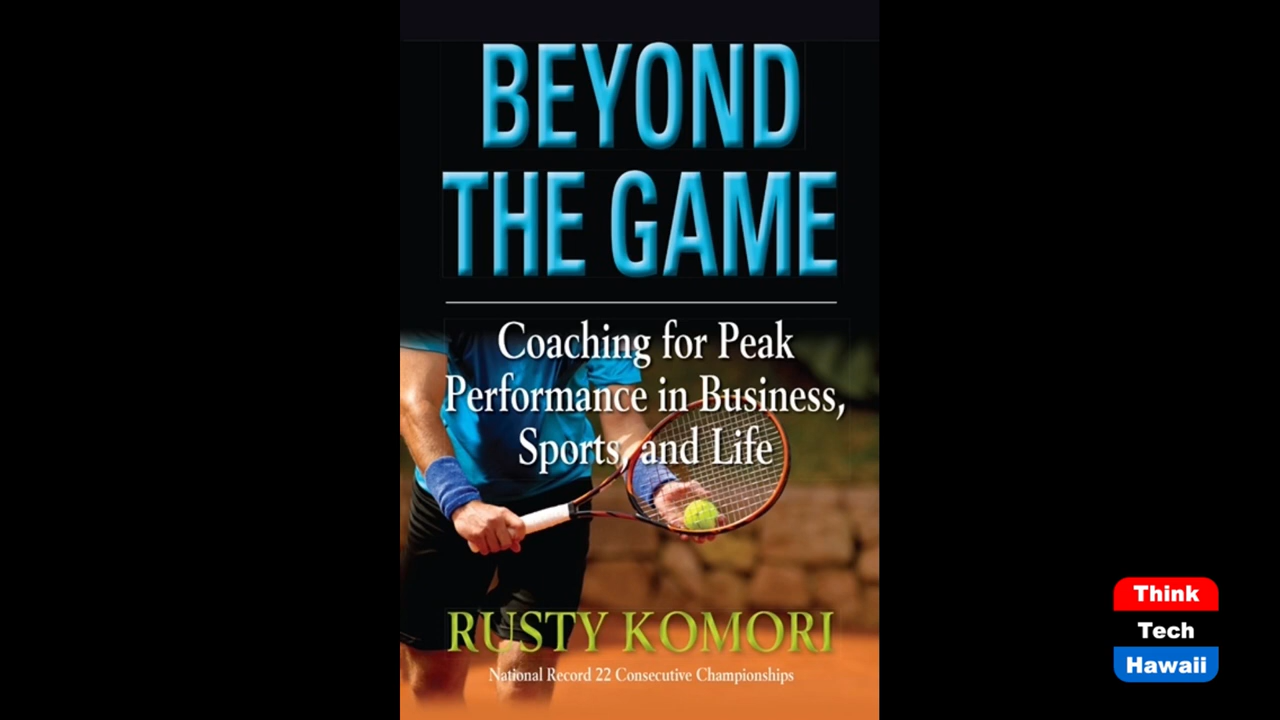 BEYOND
THE GAME
Coaching for Peak
Performance in Business,
Sports, and Life
RUSTY KOMORI
National Record 22 Consecutive Championships
Think
Tech
Hawaii